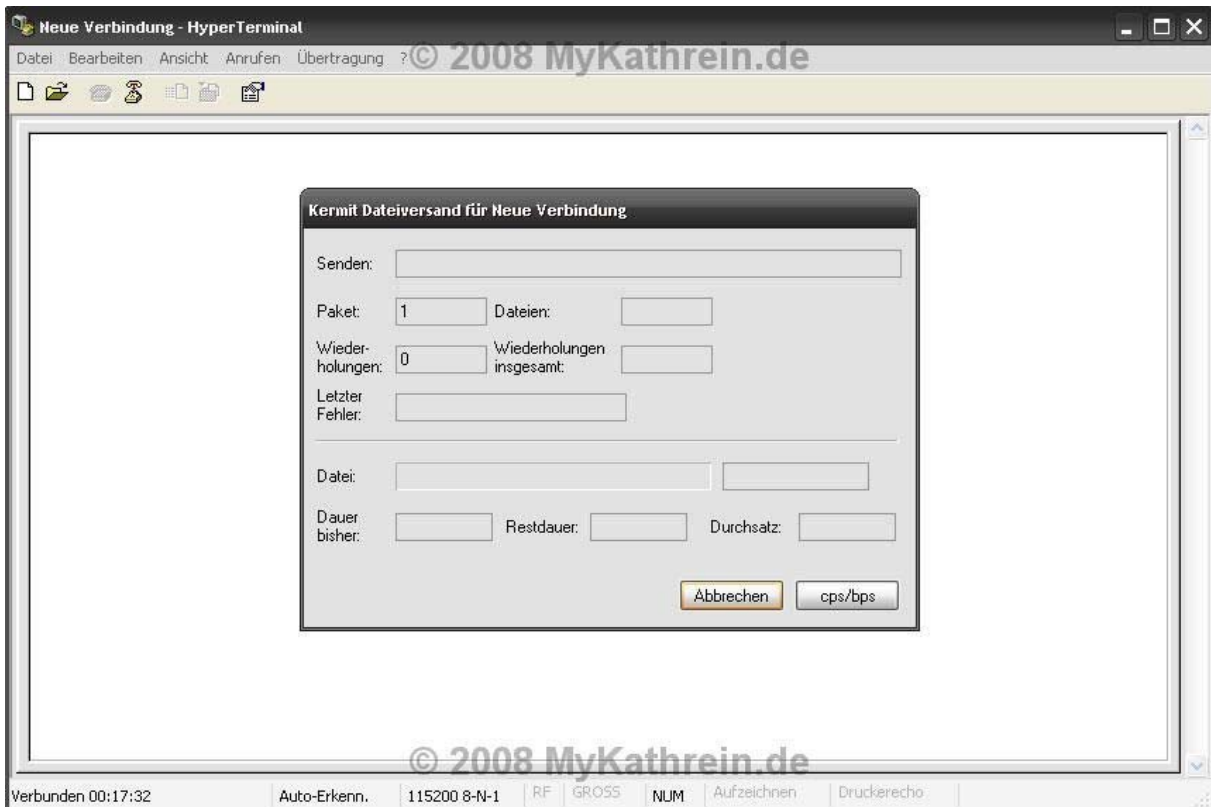 Neue Verbindung - HyperTerminal
Datei Bearbeiten Ansicht Anrufen Übertragung ?
© 2008 MyKathrein.de
Kermit Dateiversand für Neue Verbindung
Senden:
Paket: 1 Dateien:
Wieder-
holungen: 0 Wiederholungen
insgesamt:
Letzter
Fehler:
Datei:
Dauer
bisher: Restdauer: Durchsatz:
Abbrechen cps/bps
© 2008 MyKathrein.de
Verbunden 00:17:32 Auto-Erkenn. 115200 8-N-1 RF GROSS NUM Aufzeichnen Druckerecho